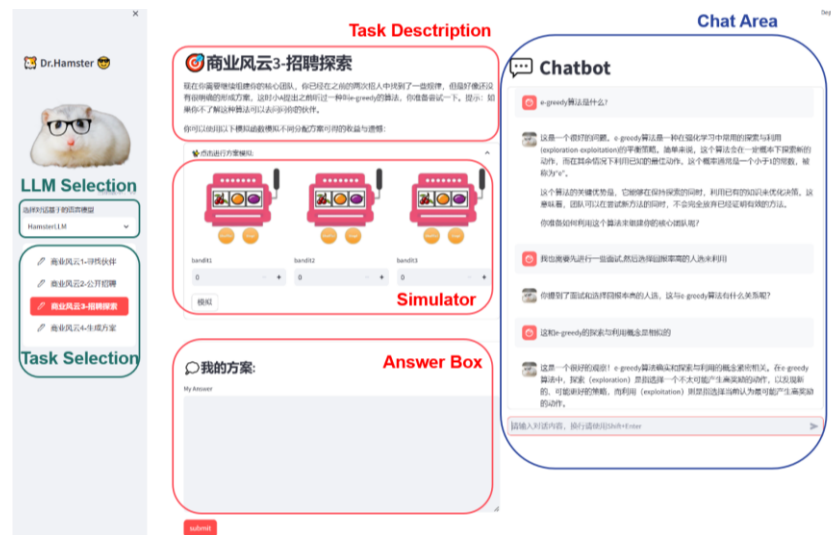 Dep
×
Dr.Hamster
LLM Selection
选择对话基于的语言模型
HamsterLLM
商业风云1-寻找伙伴
商业风云2-公开招聘
商业风云3-招聘探索
商业风云4-生成方案
Task Selection
Task Desctription
商业风云3-招聘探索
现在你需要继续组建你的核心团队，你已经在之前的两次招人中找到了一些规律，但是好像还没
有很明确的形成方案，这时小A提出之前听过一种叫e-greedy的算法，你准备尝试一下。提示：如
果你不了解这种算法可以去问问你的伙伴。
你可以使用以下模拟函数模拟不同分配方案可得的收益与遗憾：
点击进行方案模拟:
bandit1
bandit2
bandit3
0 − +
0 − +
0 − +
模拟
Simulator
Answer Box
我的方案:
My Answer
submit
Chat Area
Chatbot
e-greedy算法是什么?
这是一个很好的问题。e-greedy算法是一种在强化学习中常用的探索与利用
(exploration exploitation)的平衡策略。简单来说，这个算法会在一定概率下探索新的
动作，而在其余情况下利用已知的最佳动作。这个概率通常是一个小于1的常数，被
称为"e"。
这个算法的关键优势是，它能够在保持探索的同时，利用已有的知识来优化决策。这
意味着，团队可以在尝试新方法的同时，不会完全放弃已经证明有效的方法。
你准备如何利用这个算法来组建你的核心团队呢?
我也需要先进行一些面试,然后选择回报率高的人选来利用
你提到了面试和选择回报率高的人选，这与e-greedy算法有什么关系呢?
这和e-greedy的探索与利用概念是相似的
这是一个很好的观察！e-greedy算法确实和探索与利用的概念紧密相关。在e-greedy
算法中，探索（exploration）是指选择一个不太可能产生高奖励的动作，以发现新
的、可能更好的策略，而利用（exploitation）则是指选择当前认为最可能产生高奖励
的动作。
请输入对话内容，换行请使用Shift+Enter